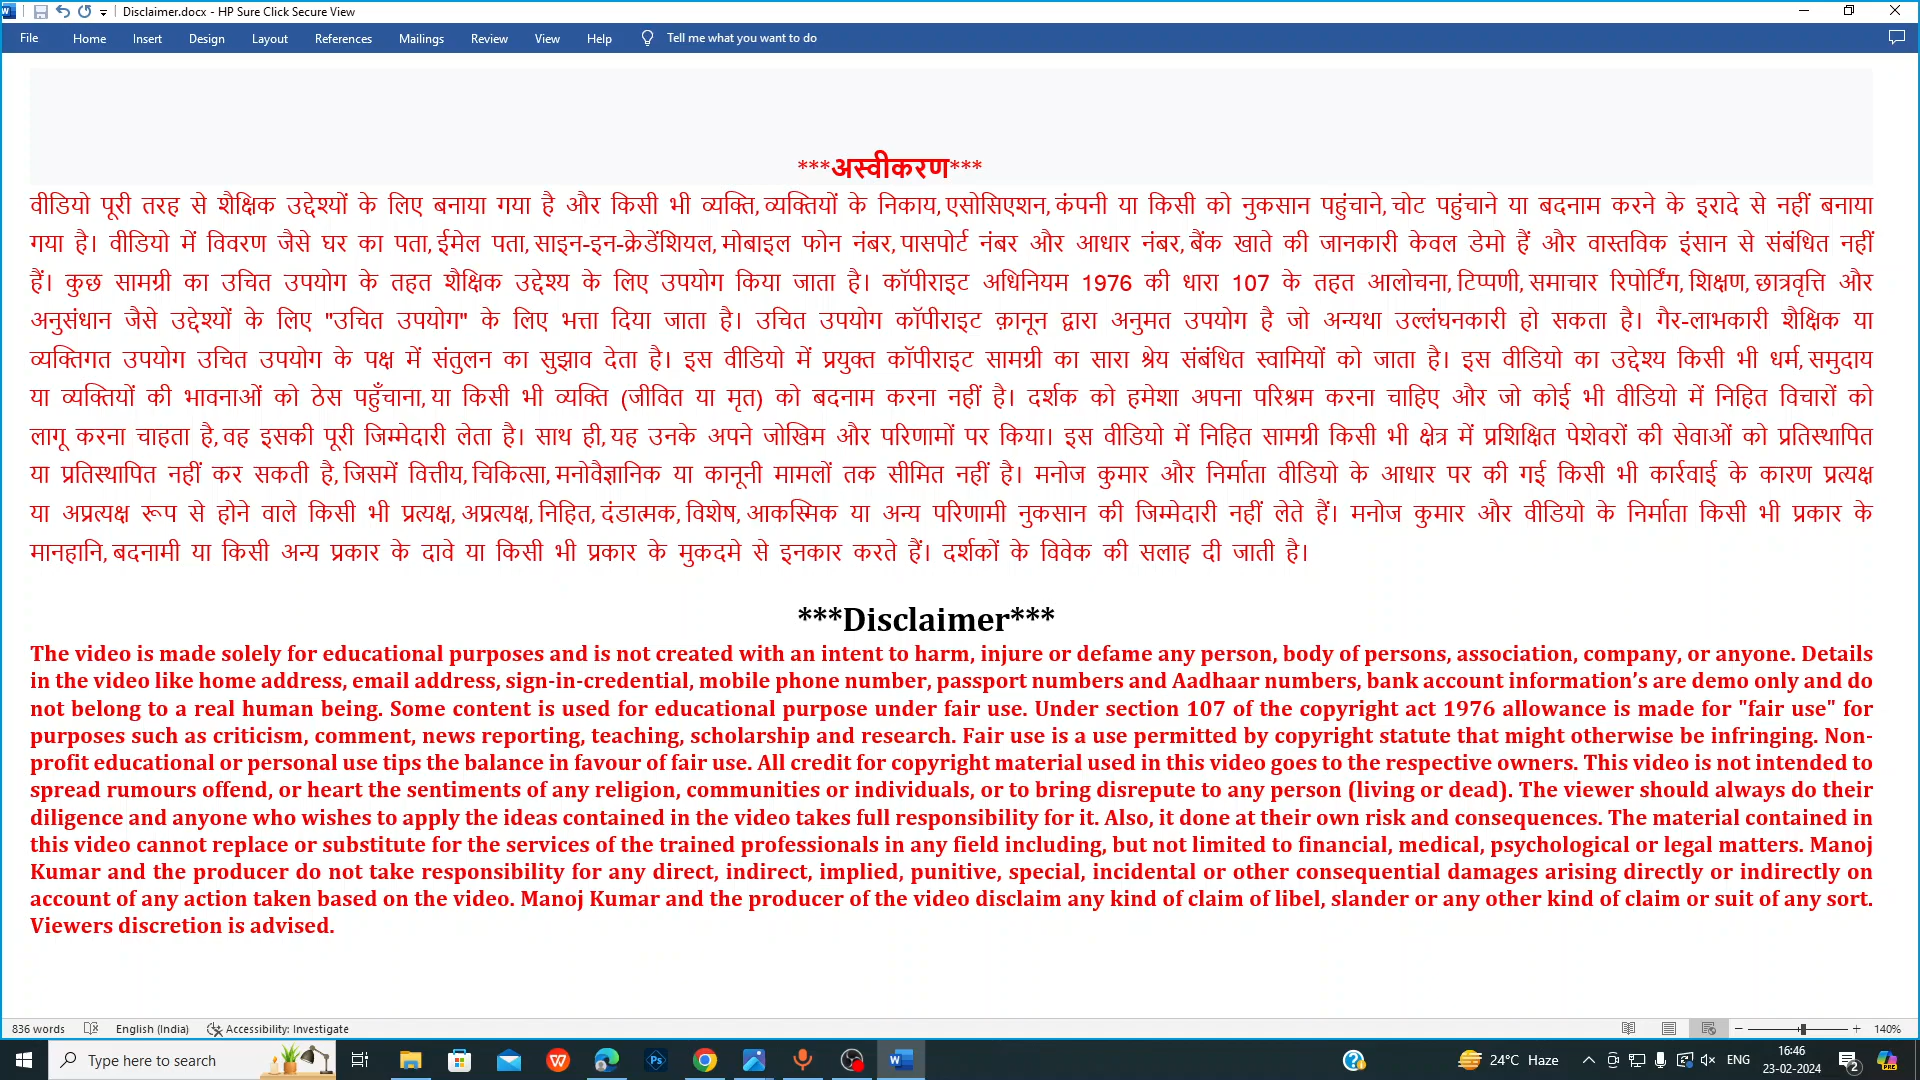 Disclaimer.docx - HP Sure Click Secure View
File Home Insert Design Layout References Mailings Review View Help Tell me what you want to do
***अस्वीकरण***
वीडियो पूरी तरह से शैक्षिक उद्देश्यों के लिए बनाया गया है और किसी भी व्यक्ति, व्यक्तियों के निकाय, एसोसिएशन, कंपनी या किसी को नुकसान पहुंचाने, चोट पहुंचाने या बदनाम करने के इरादे से नहीं बनाया
गया है। वीडियो में विवरण जैसे घर का पता, ईमेल पता, साइन-इन-क्रेडेंशियल, मोबाइल फोन नंबर, पासपोर्ट नंबर और आधार नंबर, बैंक खाते की जानकारी केवल डेमो हैं और वास्तविक इंसान से संबंधित नहीं
हैं। कुछ सामग्री का उचित उपयोग के तहत शैक्षिक उद्देश्य के लिए उपयोग किया जाता है। कॉपीराइट अधिनियम 1976 की धारा 107 के तहत आलोचना, टिप्पणी, समाचार रिपोर्टिंग, शिक्षण, छात्रवृत्ति और
अनुसंधान जैसे उद्देश्यों के लिए "उचित उपयोग" के लिए भत्ता दिया जाता है। उचित उपयोग कॉपीराइट क़ानून द्वारा अनुमत उपयोग है जो अन्यथा उल्लंघनकारी हो सकता है। गैर-लाभकारी शैक्षिक या
व्यक्तिगत उपयोग उचित उपयोग के पक्ष में संतुलन का सुझाव देता है। इस वीडियो में प्रयुक्त कॉपीराइट सामग्री का सारा श्रेय संबंधित स्वामियों को जाता है। इस वीडियो का उद्देश्य किसी भी धर्म, समुदाय
या व्यक्तियों की भावनाओं को ठेस पहुँचाना, या किसी भी व्यक्ति (जीवित या मृत) को बदनाम करना नहीं है। दर्शक को हमेशा अपना परिश्रम करना चाहिए और जो कोई भी वीडियो में निहित विचारों को
लागू करना चाहता है, वह इसकी पूरी जिम्मेदारी लेता है। साथ ही, यह उनके अपने जोखिम और परिणामों पर किया। इस वीडियो में निहित सामग्री किसी भी क्षेत्र में प्रशिक्षित पेशेवरों की सेवाओं को प्रतिस्थापित
या प्रतिस्थापित नहीं कर सकती है, जिसमें वित्तीय, चिकित्सा, मनोवैज्ञानिक या कानूनी मामलों तक सीमित नहीं है। मनोज कुमार और निर्माता वीडियो के आधार पर की गई किसी भी कार्रवाई के कारण प्रत्यक्ष
या अप्रत्यक्ष रूप से होने वाले किसी भी प्रत्यक्ष, अप्रत्यक्ष, निहित, दंडात्मक, विशेष, आकस्मिक या अन्य परिणामी नुकसान की जिम्मेदारी नहीं लेते हैं। मनोज कुमार और वीडियो के निर्माता किसी भी प्रकार के
मानहानि, बदनामी या किसी अन्य प्रकार के दावे या किसी भी प्रकार के मुकदमे से इनकार करते हैं। दर्शकों के विवेक की सलाह दी जाती है।
***Disclaimer***
The video is made solely for educational purposes and is not created with an intent to harm, injure or defame any person, body of persons, association, company, or anyone. Details
in the video like home address, email address, sign-in-credential, mobile phone number, passport numbers and Aadhaar numbers, bank account information's are demo only and do
not belong to a real human being. Some content is used for educational purpose under fair use. Under section 107 of the copyright act 1976 allowance is made for "fair use" for
purposes such as criticism, comment, news reporting, teaching, scholarship and research. Fair use is a use permitted by copyright statute that might otherwise be infringing. Non-
profit educational or personal use tips the balance in favour of fair use. All credit for copyright material used in this video goes to the respective owners. This video is not intended to
spread rumours offend, or heart the sentiments of any religion, communities or individuals, or to bring disrepute to any person (living or dead). The viewer should always do their
diligence and anyone who wishes to apply the ideas contained in the video takes full responsibility for it. Also, it done at their own risk and consequences. The material contained in
this video cannot replace or substitute for the services of the trained professionals in any field including, but not limited to financial, medical, psychological or legal matters. Manoj
Kumar and the producer do not take responsibility for any direct, indirect, implied, punitive, special, incidental or other consequential damages arising directly or indirectly on
account of any action taken based on the video. Manoj Kumar and the producer of the video disclaim any kind of claim of libel, slander or any other kind of claim or suit of any sort.
Viewers discretion is advised.
836 words English (India) Accessibility: Investigate 140%
Type here to search 24°C Haze ENG 16:46
23-02-2024 2